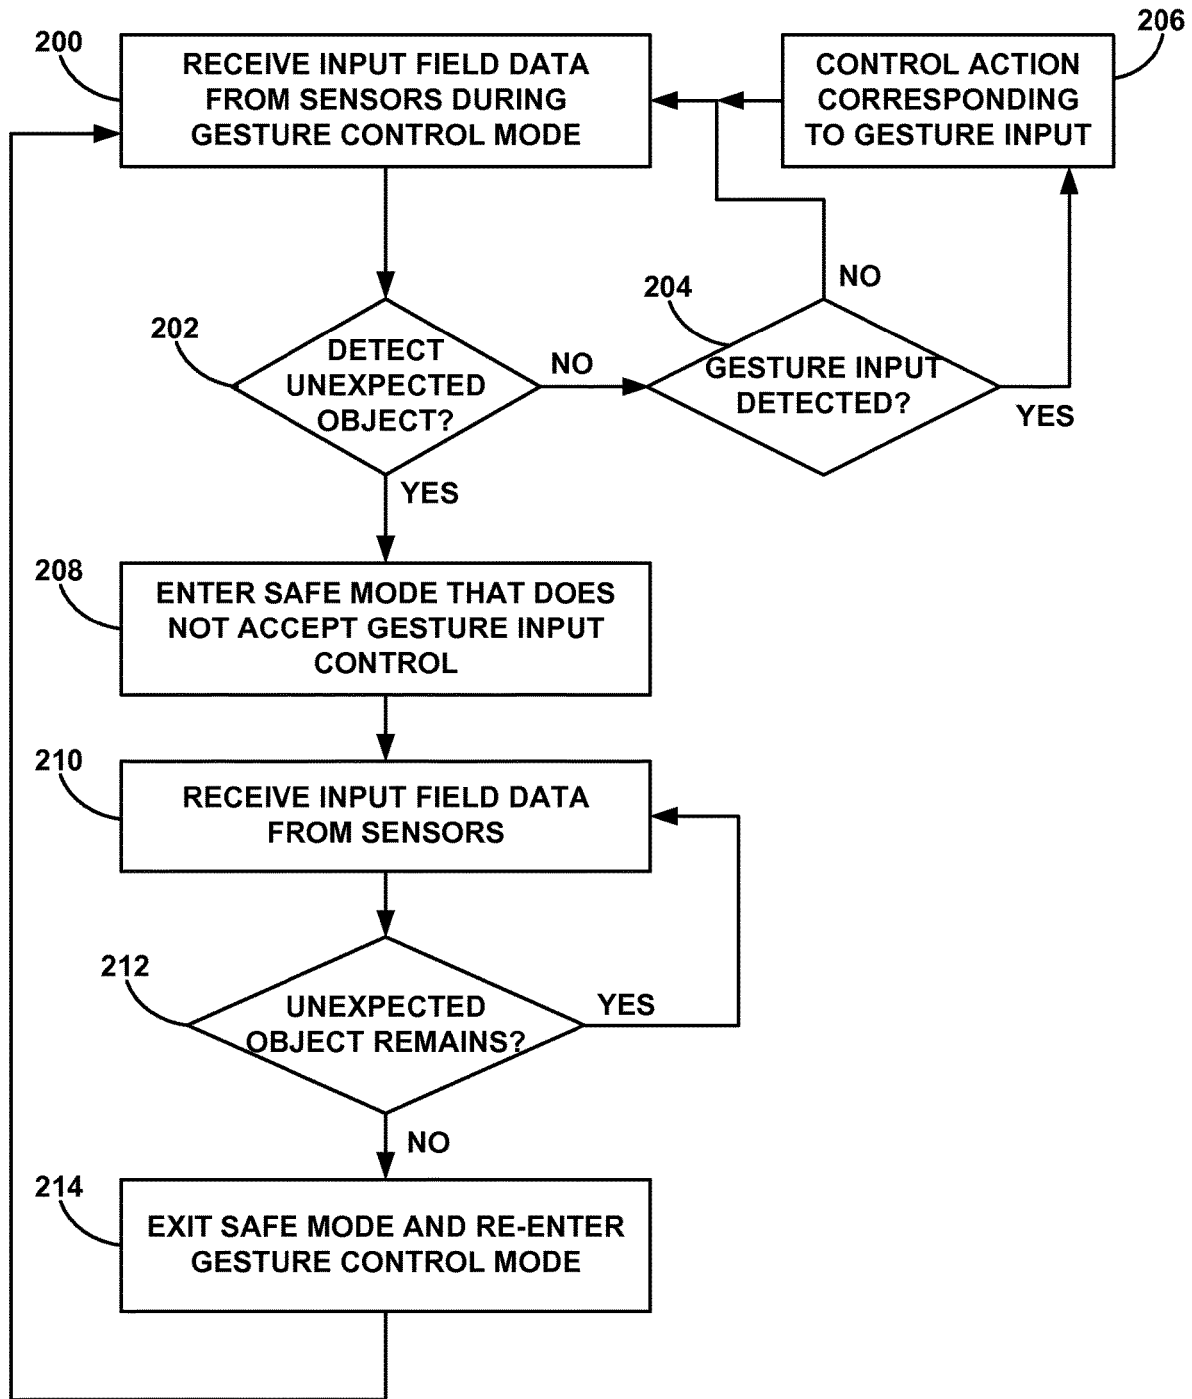 200
RECEIVE INPUT FIELD DATA
FROM SENSORS DURING
GESTURE CONTROL MODE
206
CONTROL ACTION
CORRESPONDING
TO GESTURE INPUT
202
DETECT
UNEXPECTED
OBJECT?
NO
204
GESTURE INPUT
DETECTED?
NO
YES
YES
208
ENTER SAFE MODE THAT DOES
NOT ACCEPT GESTURE INPUT
CONTROL
210
RECEIVE INPUT FIELD DATA
FROM SENSORS
212
UNEXPECTED
OBJECT REMAINS?
YES
NO
214
EXIT SAFE MODE AND RE-ENTER
GESTURE CONTROL MODE